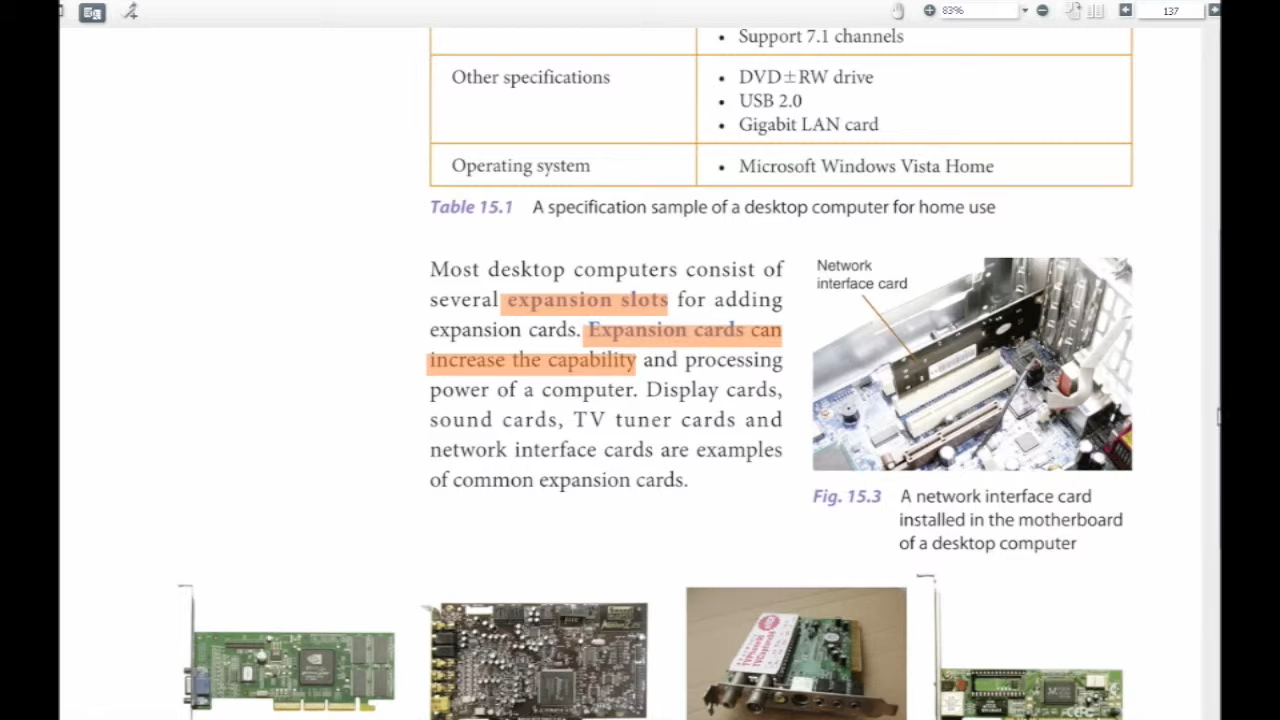 83%
137
• Support 7.1 channels
Other specifications
• DVD±RW drive
• USB 2.0
• Gigabit LAN card
Operating system
• Microsoft Windows Vista Home
Table 15.1 A specification sample of a desktop computer for home use
Most desktop computers consist of
several expansion slots for adding
expansion cards. Expansion cards can
increase the capability and processing
power of a computer. Display cards,
sound cards, TV tuner cards and
network interface cards are examples
of common expansion cards.
Network
interface card
Fig. 15.3 A network interface card
installed in the motherboard
of a desktop computer